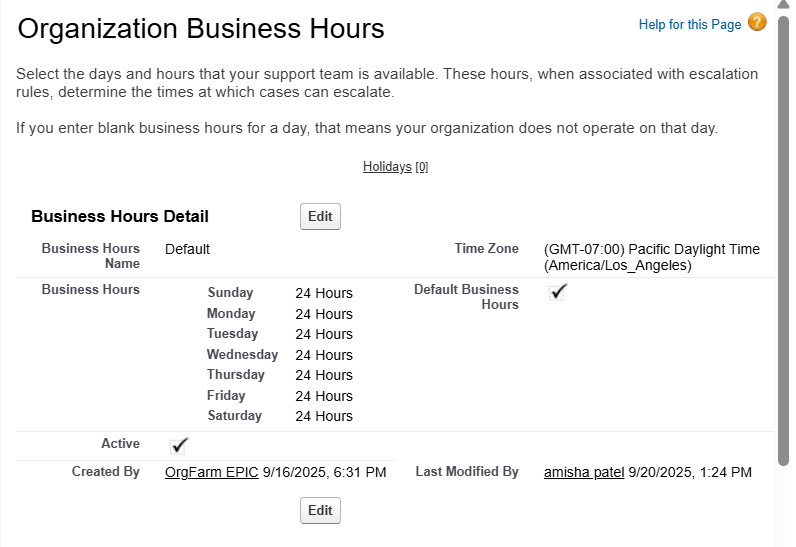 Organization Business Hours
Help for this Page ?
Select the days and hours that your support team is available. These hours, when associated with escalation
rules, determine the times at which cases can escalate.
If you enter blank business hours for a day, that means your organization does not operate on that day.
Holidays [0]
Business Hours Detail
Edit
Business Hours
Name
Default
Time Zone
(GMT-07:00) Pacific Daylight Time
(America/Los_Angeles)
Business Hours
Sunday 24 Hours
Monday 24 Hours
Tuesday 24 Hours
Wednesday 24 Hours
Thursday 24 Hours
Friday 24 Hours
Saturday 24 Hours
Default Business
Hours
Active
Created By
OrgFarm EPIC 9/16/2025, 6:31 PM
Last Modified By
amisha patel 9/20/2025, 1:24 PM
Edit